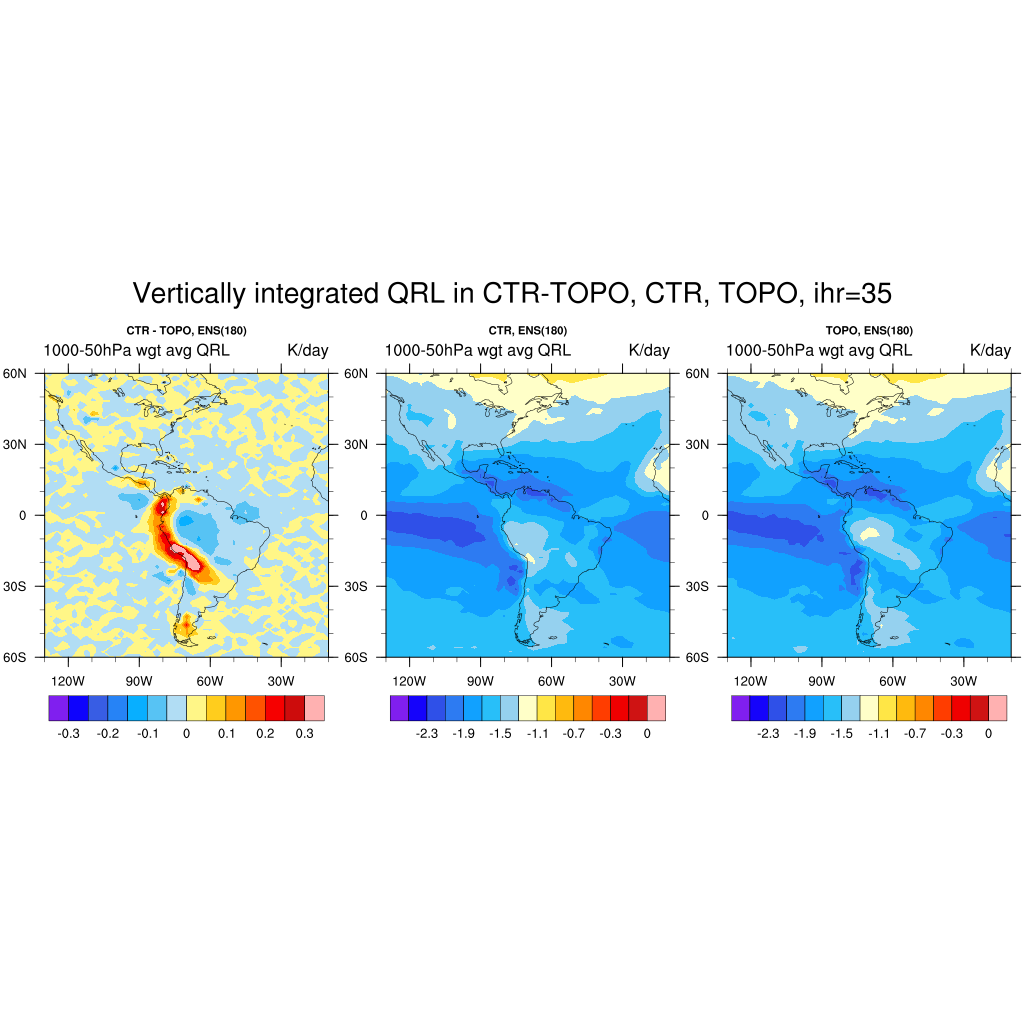 Vertically integrated QRL in CTR-TOPO, CTR, TOPO, ihr=35
CTR - TOPO, ENS(180)
1000-50hPa wgt avg QRL K/day
60N
30N
0
30S
60S
120W 90W 60W 30W
-0.3 -0.2 -0.1 0 0.1 0.2 0.3
CTR, ENS(180)
1000-50hPa wgt avg QRL K/day
60N
30N
0
30S
60S
120W 90W 60W 30W
-2.3 -1.9 -1.5 -1.1 -0.7 -0.3 0
TOPO, ENS(180)
1000-50hPa wgt avg QRL K/day
60N
30N
0
30S
60S
120W 90W 60W 30W
-2.3 -1.9 -1.5 -1.1 -0.7 -0.3 0